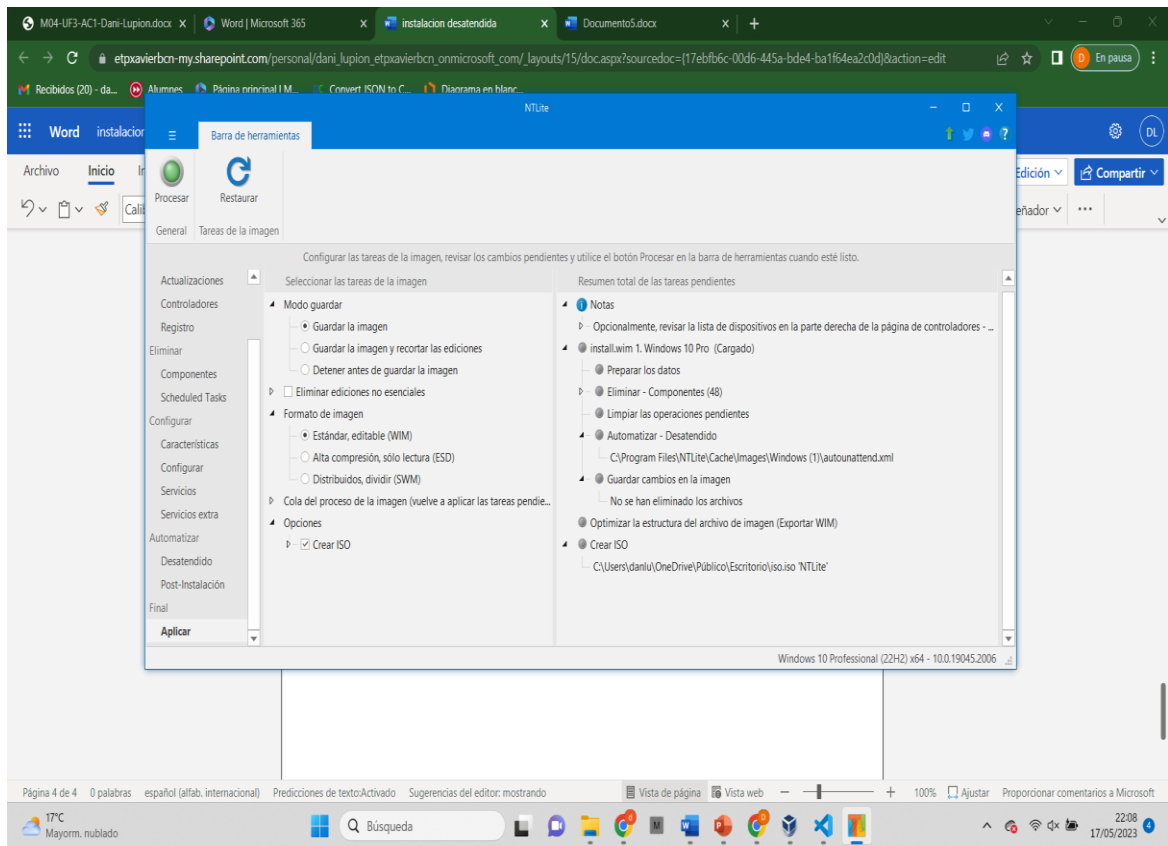 M04-UF3-AC1-Dani-Lupion.docx
Word | Microsoft 365
instalacion desatendida
Documento5.docx
etpxavierbcn-my.sharepoint.com/personal/dani_lupion_etpxavierbcn_onmicrosoft_com/_layouts/15/doc.aspx?sourcedoc={17ebfb6c-00d6-445a-bde4-ba1f64ea2c0d}&action=edit
D En pausa
Recibidos (20) - da...
Alumnes
Página principal | M...
Convert JSON to C...
Diagrama en blanc...
NTLite
Word instalacion
Barra de herramientas
DL
Archivo Inicio
Edición
Compartir
Procesar
Restaurar
General
Tareas de la imagen
Configurar las tareas de la imagen, revisar los cambios pendientes y utilice el botón Procesar en la barra de herramientas cuando esté listo.
Actualizaciones
Controladores
Registro
Eliminar
Componentes
Scheduled Tasks
Configurar
Características
Configurar
Servicios
Servicios extra
Automatizar
Desatendido
Post-Instalación
Final
Aplicar
Seleccionar las tareas de la imagen
Modo guardar
Guardar la imagen
Guardar la imagen y recortar las ediciones
Detener antes de guardar la imagen
Eliminar ediciones no esenciales
Formato de imagen
Estándar, editable (WIM)
Alta compresión, sólo lectura (ESD)
Distribuidos, dividir (SWM)
Cola del proceso de la imagen (vuelve a aplicar las tareas pendie...
Opciones
Crear ISO
Resumen total de las tareas pendientes
Notas
Opcionalmente, revisar la lista de dispositivos en la parte derecha de la página de controladores - ...
install.wim 1. Windows 10 Pro (Cargado)
Preparar los datos
Eliminar - Componentes (48)
Limpiar las operaciones pendientes
Automatizar - Desatendido
C:\Program Files\NTLite\Cache\Images\Windows (1)\autounattend.xml
Guardar cambios en la imagen
No se han eliminado los archivos
Optimizar la estructura del archivo de imagen (Exportar WIM)
Crear ISO
C:\Users\danlu\OneDrive\Público\Escritorio\iso.iso 'NTLite'
Windows 10 Professional (22H2) x64 - 10.0.19045.2006
Página 4 de 4 0 palabras español (alfab. internacional) Predicciones de texto:Activado Sugerencias del editor: mostrando
Vista de página Vista web 100% Ajustar Proporcionar comentarios a Microsoft
17°C
Mayorm. nublado
Búsqueda
22:08
17/05/2023
4